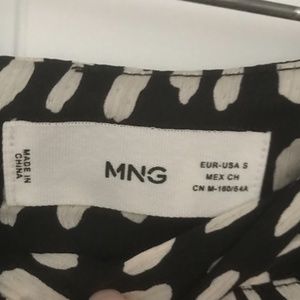 MADE IN
CHINA
MNG
EUR-USA S
MEX CH
CN M-160/84A